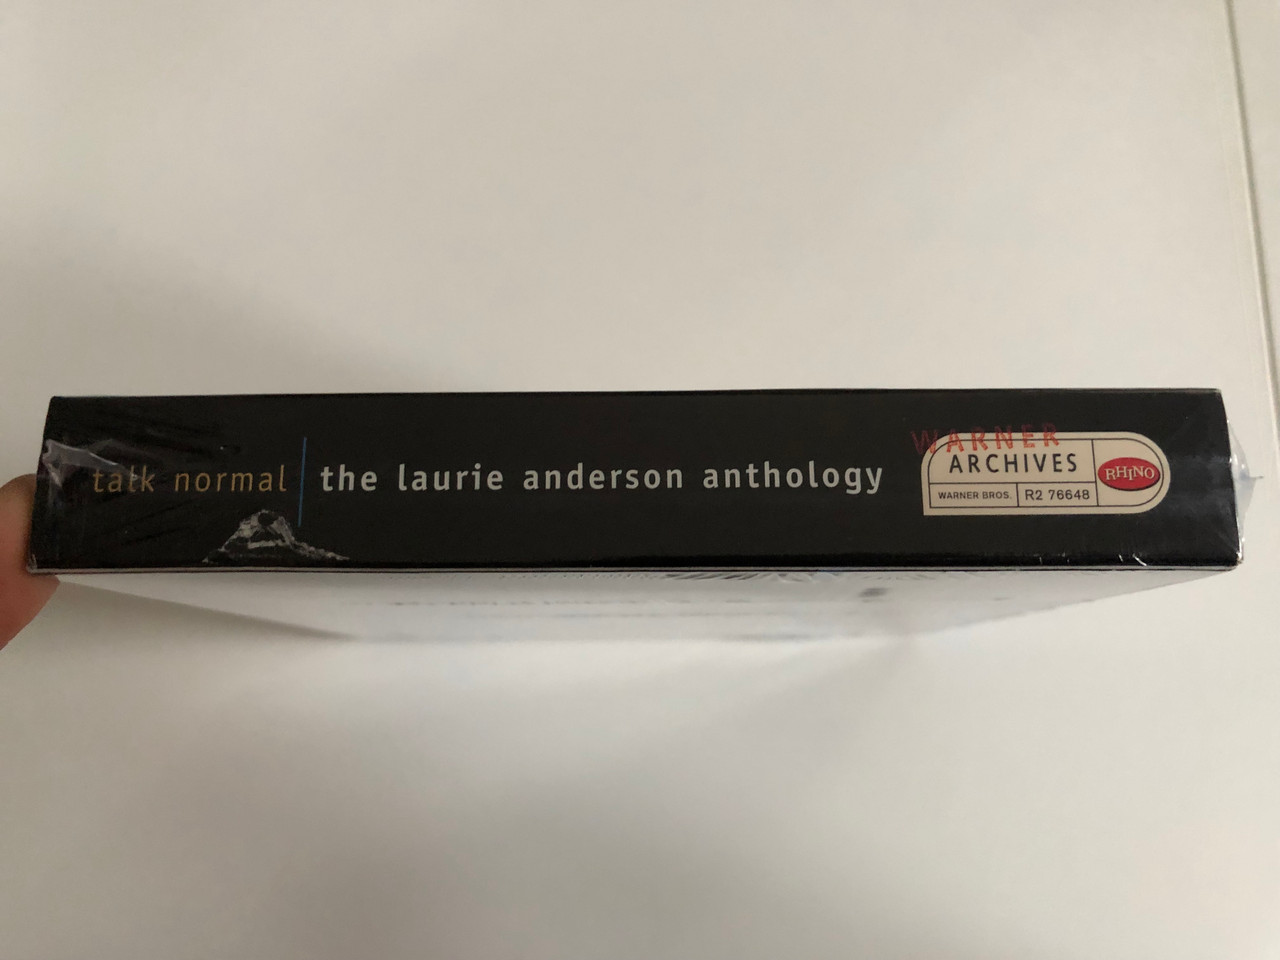 talk normal | the laurie anderson anthology
WARNER
ARCHIVES
WARNER BROS. R2 76648
RHINO